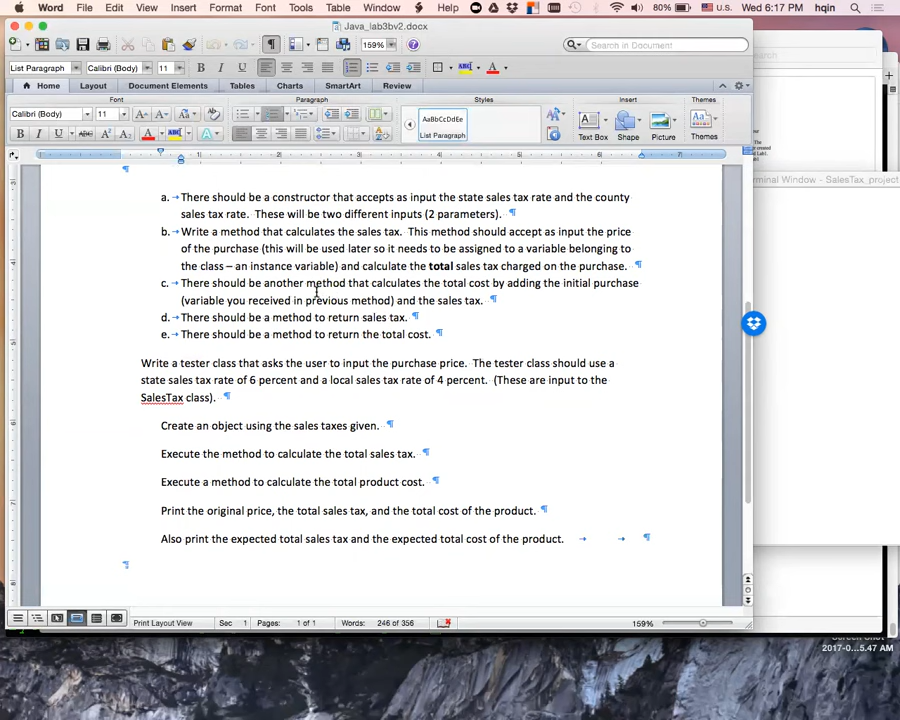 Word File Edit View Insert Format Font Tools Table Window Help 80% U.S. Mon 6:17 PM hqin
Java_lab3bv2.docx
159% Search in Document
List Paragraph Calibri (Body) 11 B I U
Home Layout Document Elements Tables Charts SmartArt Review
Font Paragraph Styles Insert Themes
Calibri (Body) 11 AaBbCcDdEe
List Paragraph
Text Box Shape Picture Themes
B I U ABC
terminal Window - SalesTax_project
a. There should be a constructor that accepts as input the state sales tax rate and the county
sales tax rate. These will be two different inputs (2 parameters).
b. Write a method that calculates the sales tax. This method should accept as input the price
of the purchase (this will be used later so it needs to be assigned to a variable belonging to
the class – an instance variable) and calculate the total sales tax charged on the purchase.
c. There should be another method that calculates the total cost by adding the initial purchase
(variable you received in previous method) and the sales tax.
d. There should be a method to return sales tax.
e. There should be a method to return the total cost.
Write a tester class that asks the user to input the purchase price. The tester class should use a
state sales tax rate of 6 percent and a local sales tax rate of 4 percent. (These are input to the
SalesTax class).
Create an object using the sales taxes given.
Execute the method to calculate the total sales tax.
Execute a method to calculate the total product cost.
Print the original price, the total sales tax, and the total cost of the product.
Also print the expected total sales tax and the expected total cost of the product.
Print Layout View Sec 1 Pages: 1 of 1 Words: 246 of 356 159%
2017-0...5.47 AM